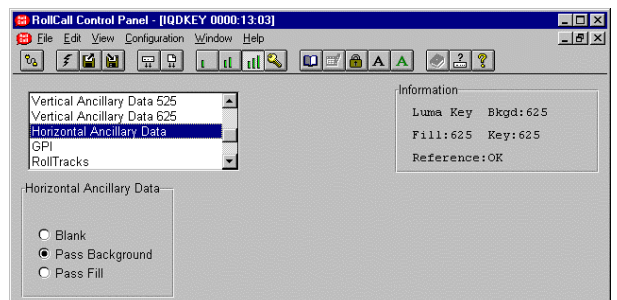 RollCall Control Panel - [IQDKEY 0000:13:03]
File Edit View Configuration Window Help
A A
Vertical Ancillary Data 525
Vertical Ancillary Data 625
Horizontal Ancillary Data
GPI
RollTracks
Information
Luma Key Bkgd:625
Fill:625 Key:625
Reference:OK
Horizontal Ancillary Data
Blank
Pass Background
Pass Fill